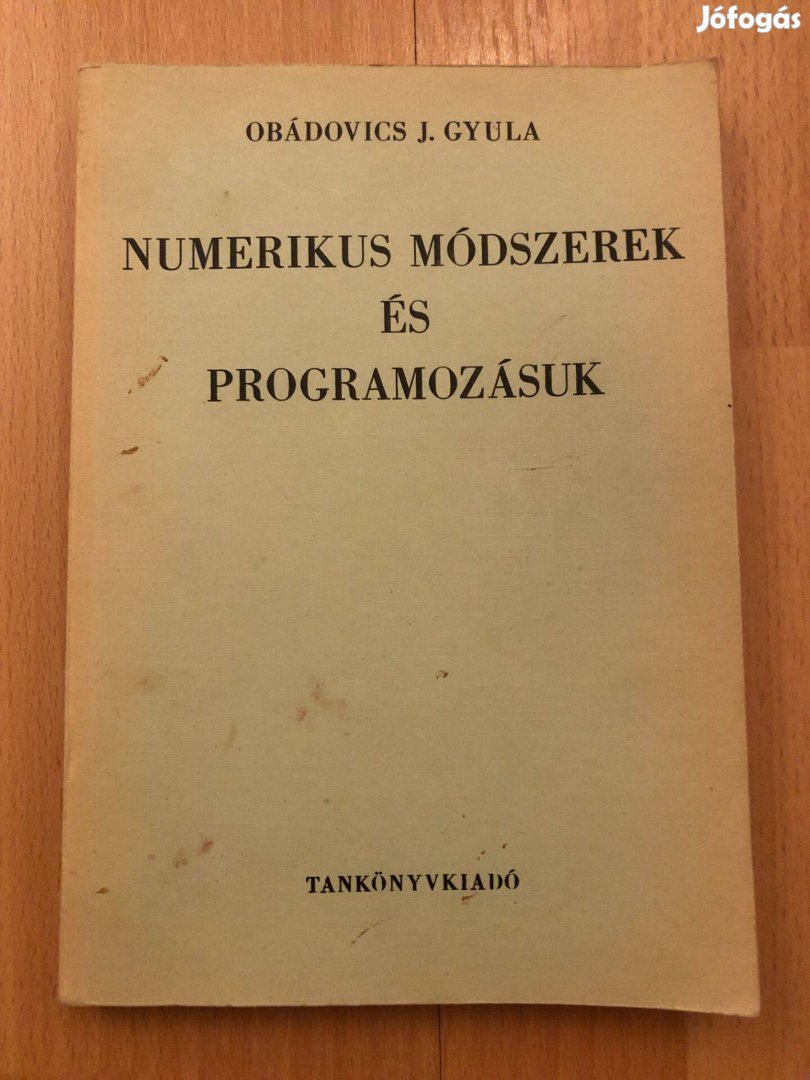 Jófogás
OBÁDOVICS J. GYULA
NUMERIKUS MÓDSZEREK
ÉS
PROGRAMOZÁSUK
TANKÖNYVKIADÓ